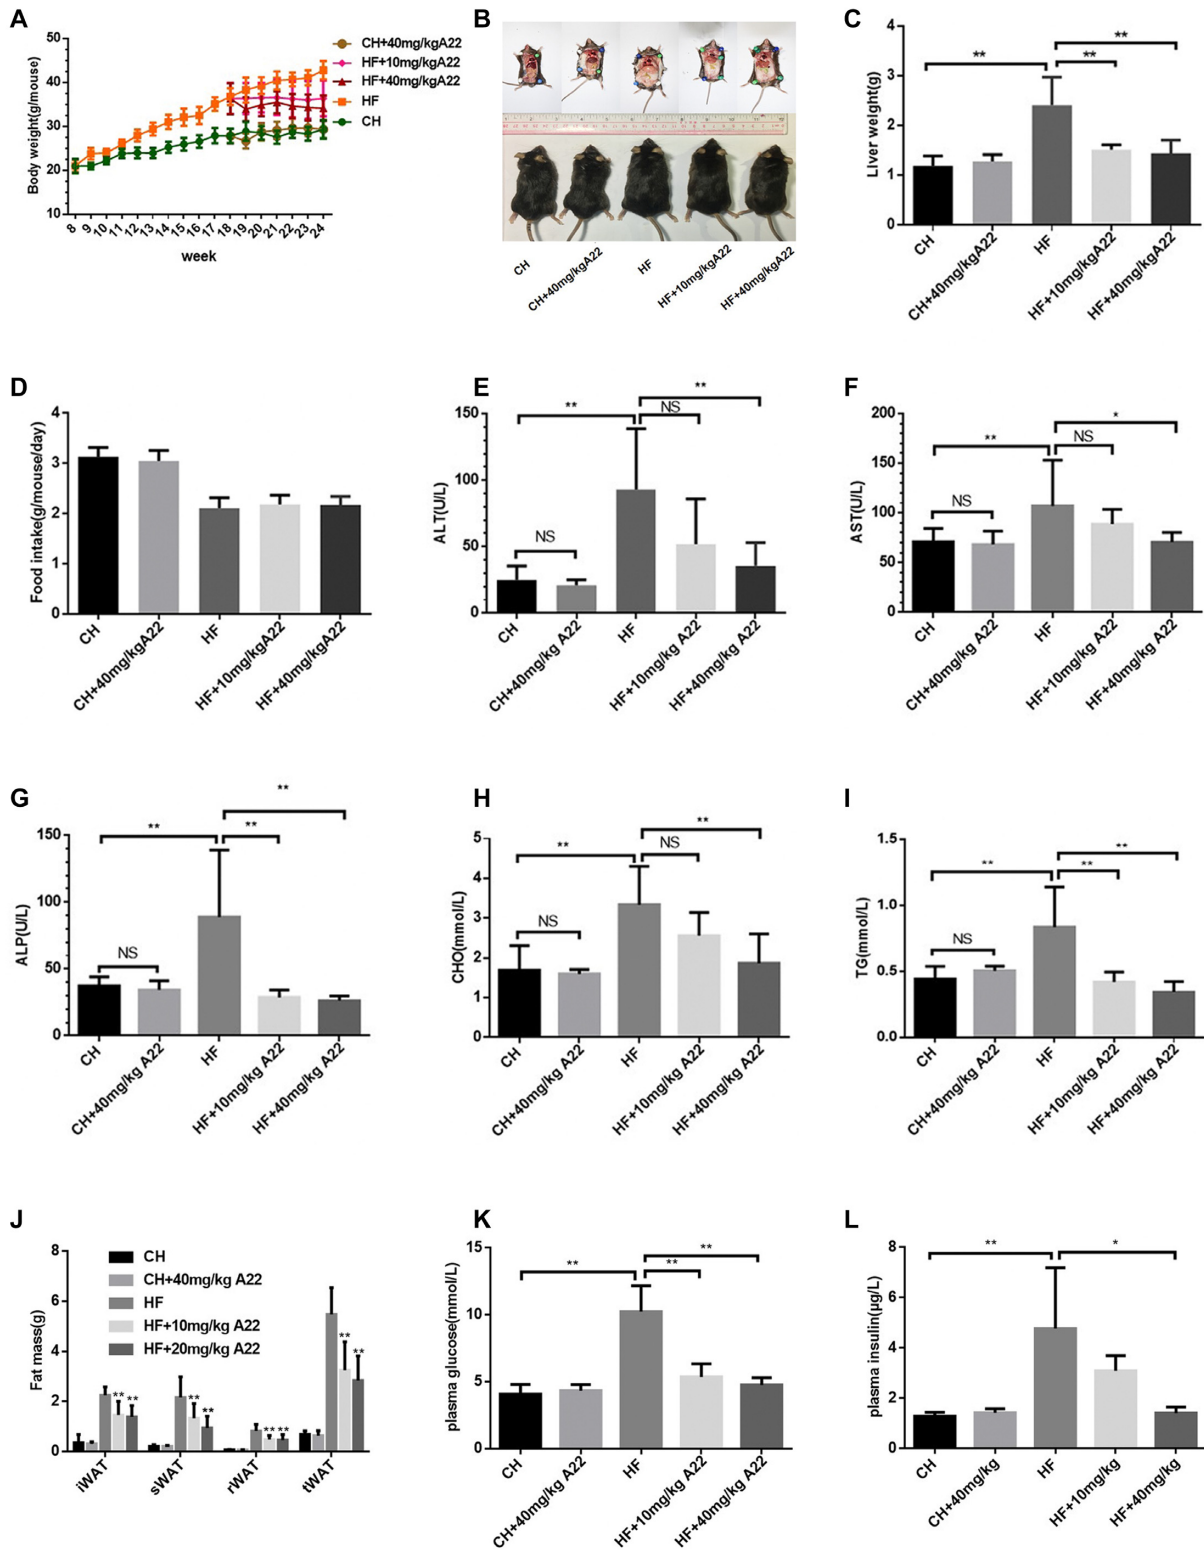 A
Body weight(g/mouse)
50
40
30
20
10
8 9 10 11 12 13 14 15 16 17 18 19 20 21 22 23 24
week
CH+40mg/kgA22
HF+10mg/kgA22
HF+40mg/kgA22
HF
CH
B
CH
CH+40mg/kgA22
HF
HF+10mg/kgA22
HF+40mg/kgA22
C
Liver weight(g)
4
3
2
1
0
**
**
**
CH
CH+40mg/kgA22
HF
HF+10mg/kgA22
HF+40mg/kgA22
D
Food intake(g/mouse/day)
4
3
2
1
0
CH
CH+40mg/kgA22
HF
HF+10mg/kgA22
HF+40mg/kgA22
E
ALT(U/L)
150
100
50
0
NS
**
NS
**
CH
CH+40mg/kg A22
HF
HF+10mg/kg A22
HF+40mg/kg A22
F
AST(U/L)
200
150
100
50
0
NS
**
NS
*
CH
CH+40mg/kg A22
HF
HF+10mg/kg A22
HF+40mg/kg A22
G
ALP(U/L)
150
100
50
0
NS
**
**
**
CH
CH+40mg/kg A22
HF
HF+10mg/kg A22
HF+40mg/kg A22
H
CHO(mmol/L)
5
4
3
2
1
0
NS
**
NS
**
CH
CH+40mg/kg A22
HF
HF+10mg/kg A22
HF+40mg/kg A22
I
TG(mmol/L)
1.5
1.0
0.5
0.0
NS
**
**
**
CH
CH+40mg/kg A22
HF
HF+10mg/kg A22
HF+40mg/kg A22
J
Fat mass(g)
8
6
4
2
0
CH
CH+40mg/kg A22
HF
HF+10mg/kg A22
HF+20mg/kg A22
** **
** **
** **
** **
iWAT
sWAT
rWAT
tWAT
K
plasma glucose(mmol/L)
15
10
5
0
**
**
**
CH
CH+40mg/kg A22
HF
HF+10mg/kg A22
HF+40mg/kg A22
L
plasma insulin(μg/L)
8
6
4
2
0
**
*
CH
CH+40mg/kg
HF
HF+10mg/kg
HF+40mg/kg